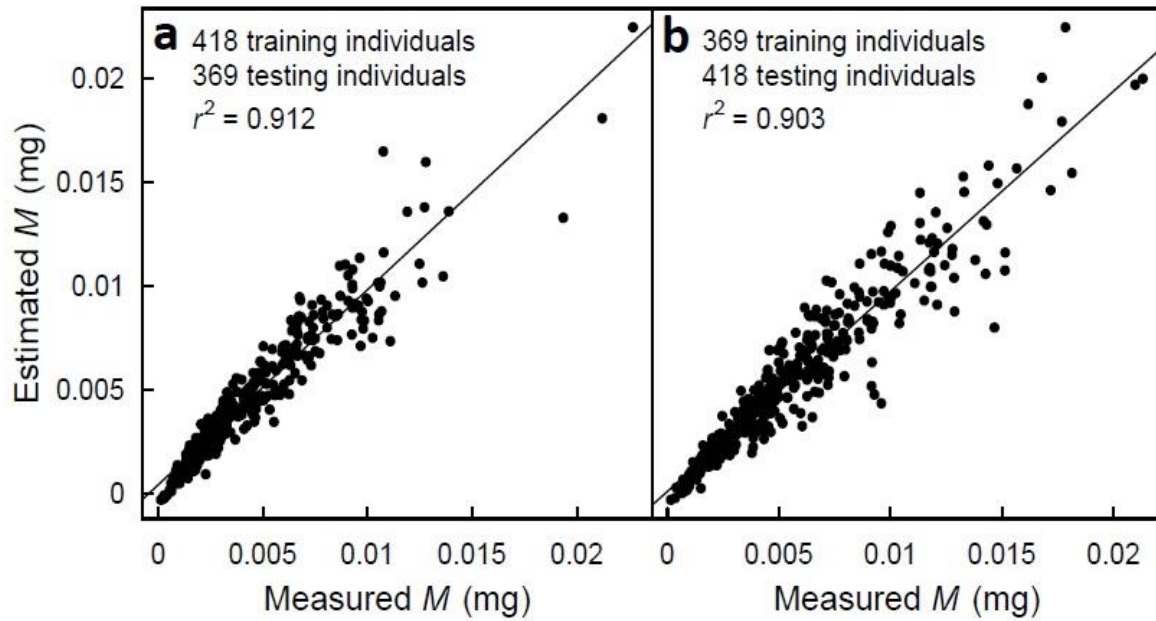 a
418 training individuals
369 testing individuals
r² = 0.912
b
369 training individuals
418 testing individuals
r² = 0.903
Estimated M (mg)
0.02
0.015
0.01
0.005
0
0 0.005 0.01 0.015 0.02
0 0.005 0.01 0.015 0.02
Measured M (mg)
Measured M (mg)